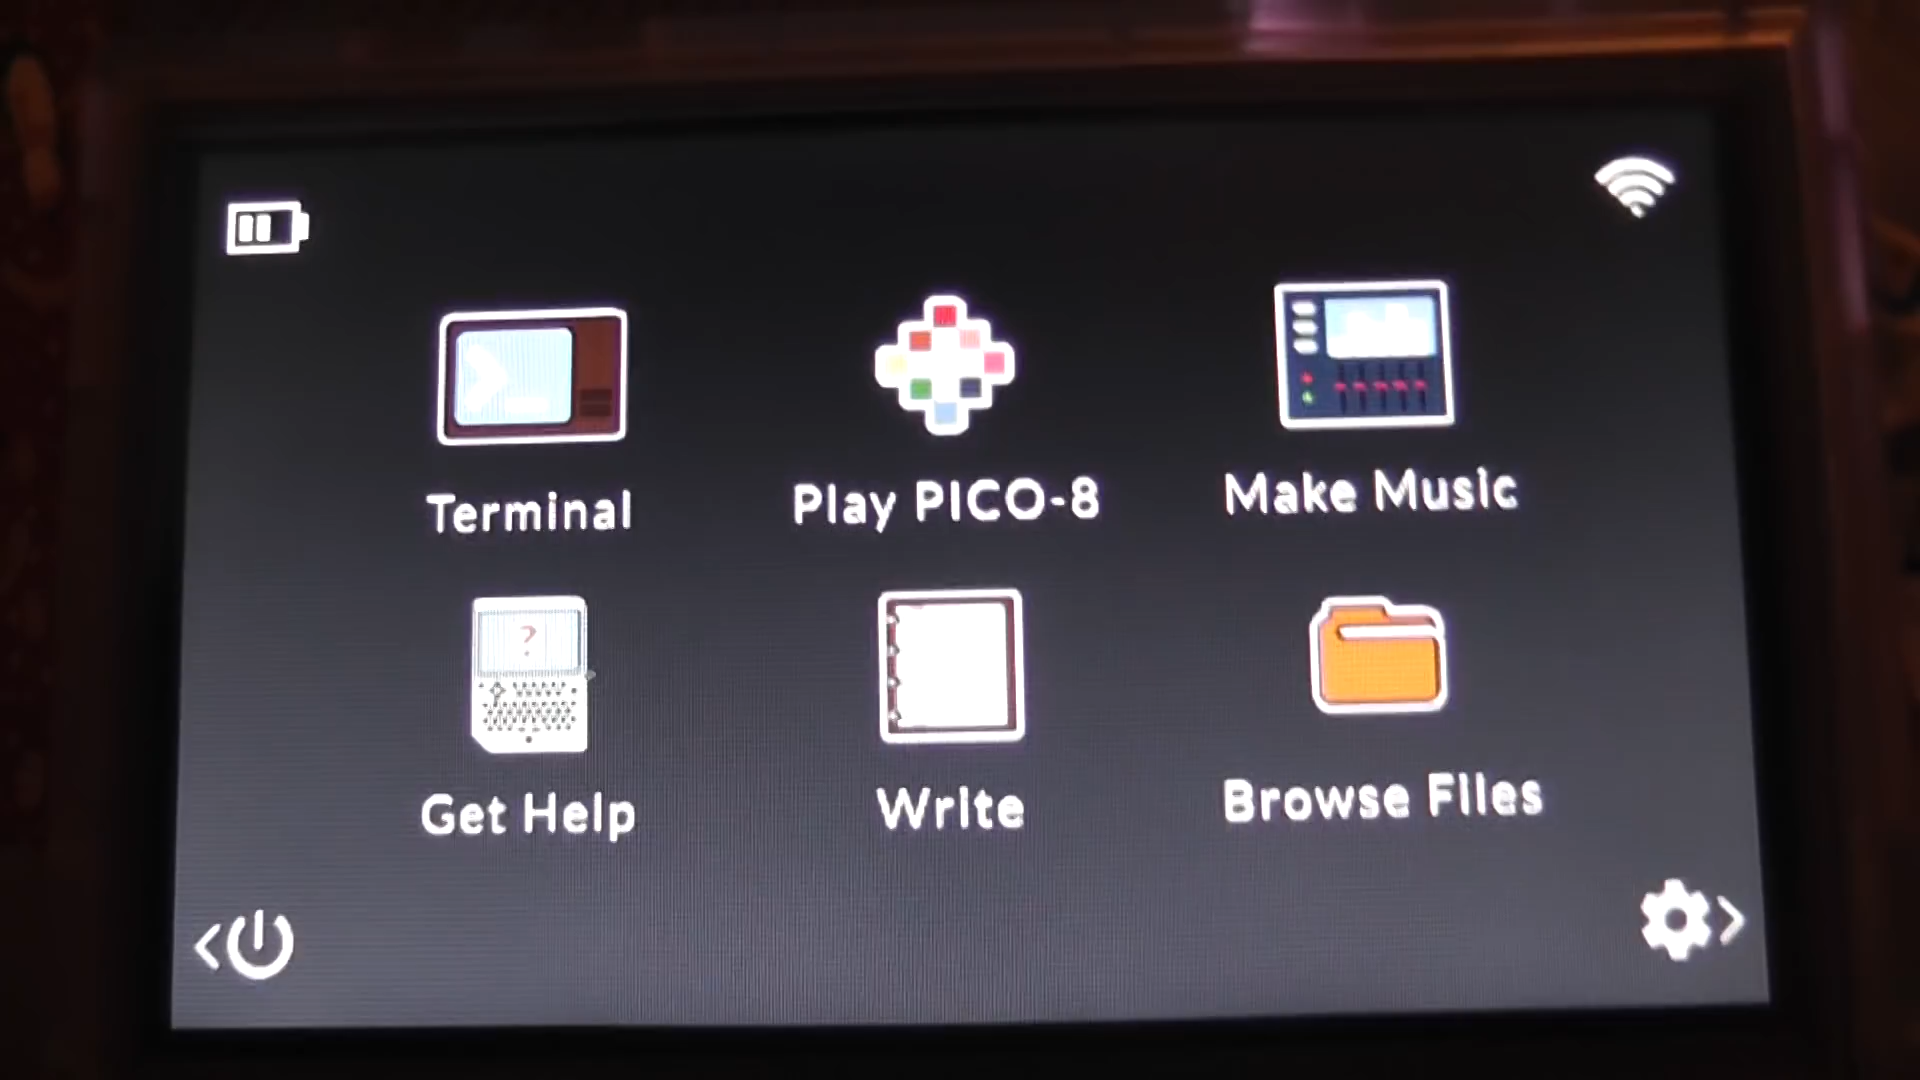 Terminal
Play PICO-8
Make Music
?
Get Help
Write
Browse Files